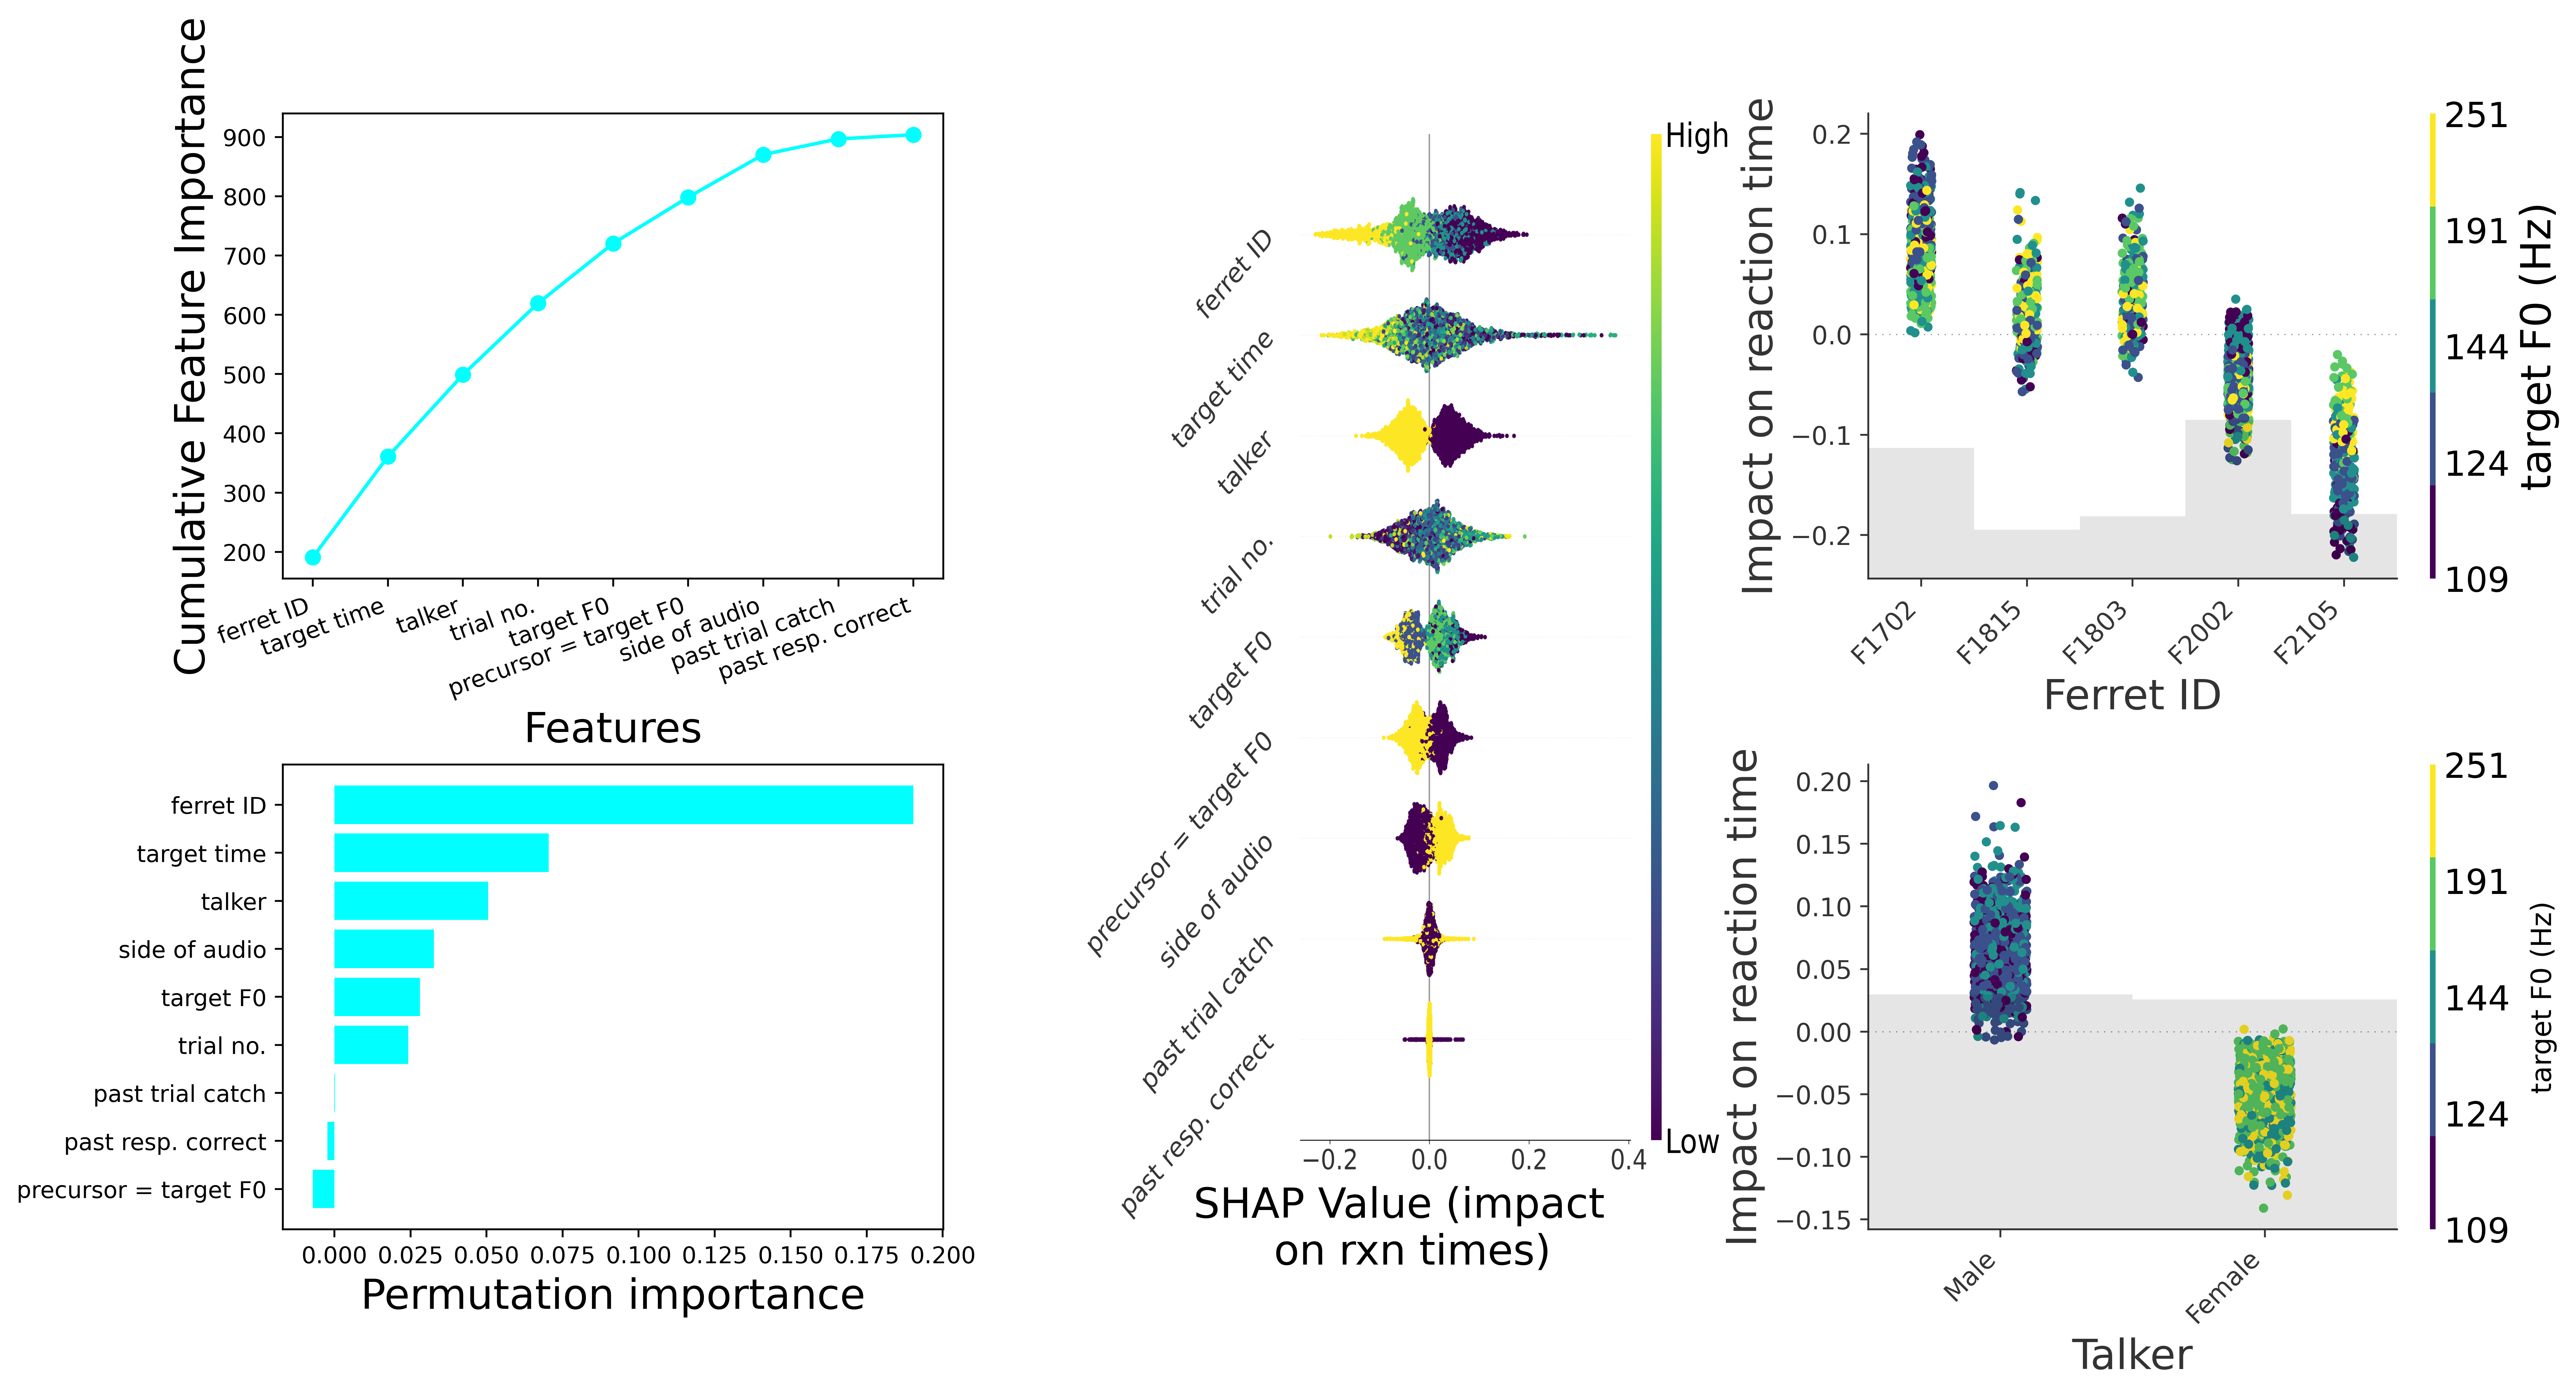 Cumulative Feature Importance
900
800
700
600
500
400
300
200
ferret ID
target time
talker
trial no.
target F0
precursor = target F0
side of audio
past trial catch
past resp. correct
Features
ferret ID
target time
talker
side of audio
target F0
trial no.
past trial catch
past resp. correct
precursor = target F0
0.000 0.025 0.050 0.075 0.100 0.125 0.150 0.175 0.200
Permutation importance
ferret ID
target time
talker
trial no.
target F0
precursor = target F0
side of audio
past trial catch
past resp. correct
−0.2 0.0 0.2 0.4
SHAP Value (impact
on rxn times)
High
Low
Impact on reaction time
0.2
0.1
0.0
−0.1
−0.2
F1702
F1815
F1803
F2002
F2105
Ferret ID
251
191
144
124
109
target F0 (Hz)
Impact on reaction time
0.20
0.15
0.10
0.05
0.00
−0.05
−0.10
−0.15
Male
Female
Talker
251
191
144
124
109
target F0 (Hz)